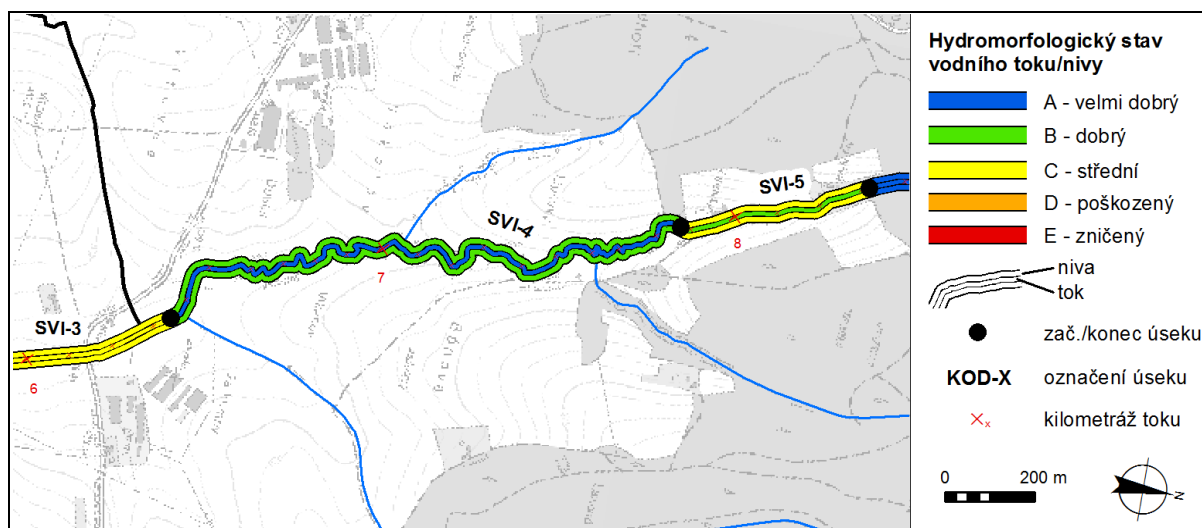 SVI-3
6
7
SVI-4
SVI-5
8
Hydromorfologický stav
vodního toku/nivy
A - velmi dobrý
B - dobrý
C - střední
D - poškozený
E - zničený
niva
tok
zač./konec úseku
KOD-X označení úseku
x kilometráž toku
0 200 m
N